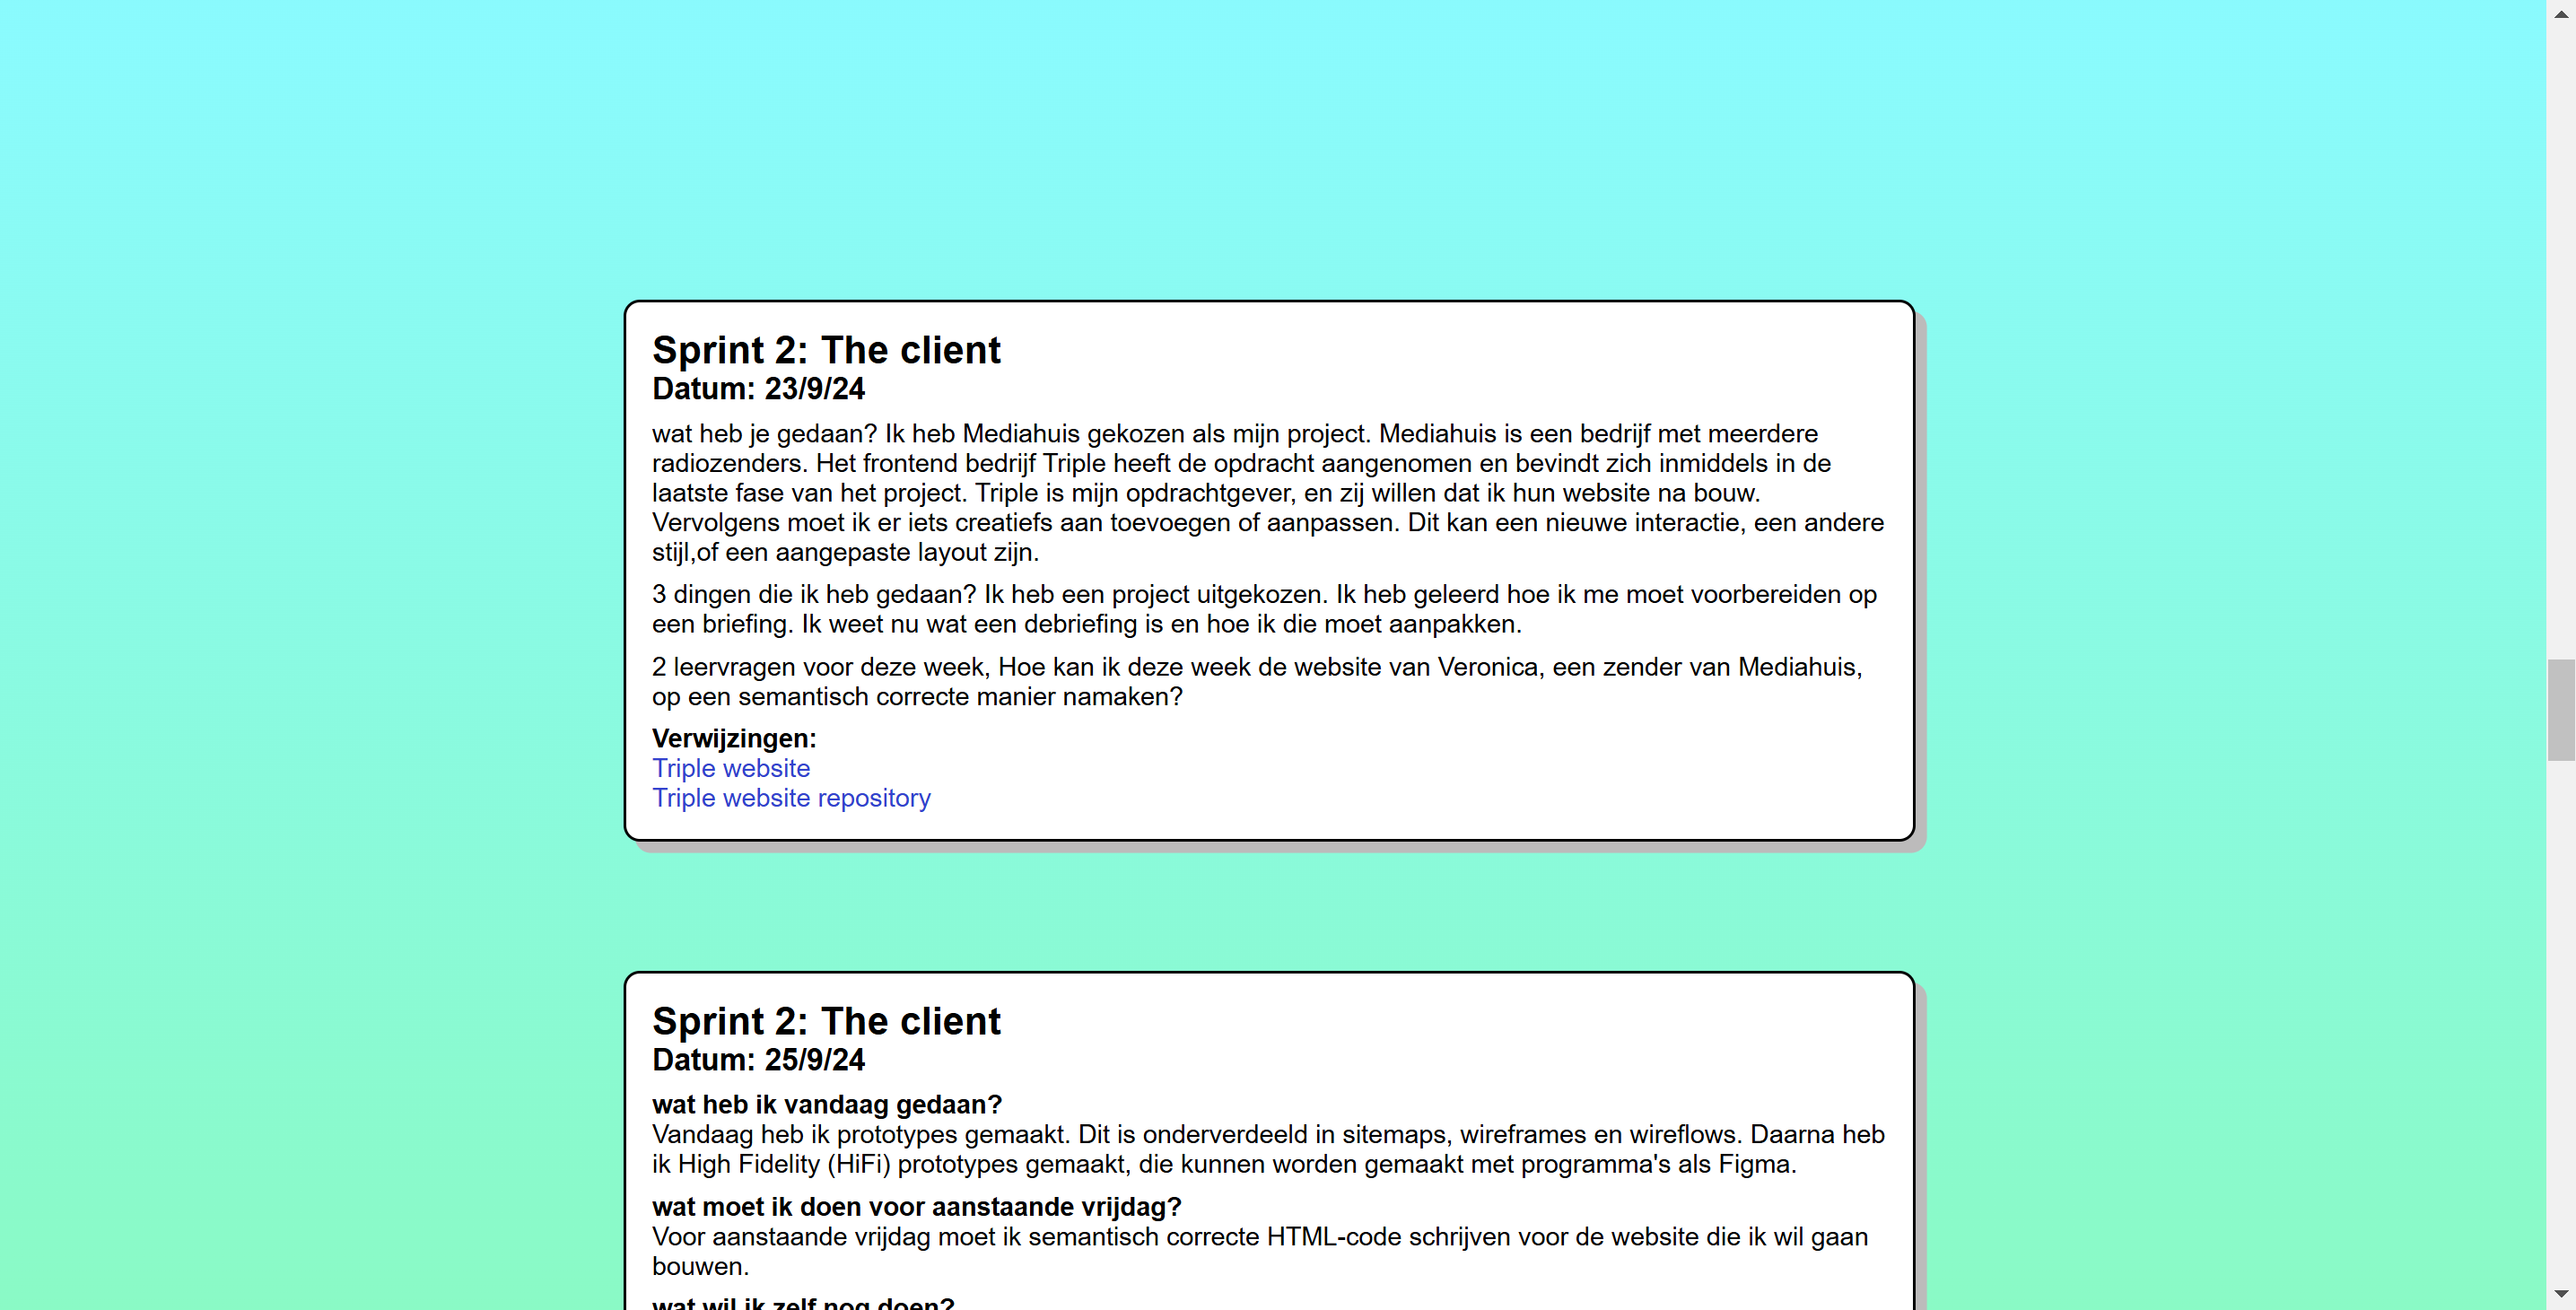 Sprint 2: The client
Datum: 23/9/24
wat heb je gedaan? Ik heb Mediahuis gekozen als mijn project. Mediahuis is een bedrijf met meerdere
radiozenders. Het frontend bedrijf Triple heeft de opdracht aangenomen en bevindt zich inmiddels in de
laatste fase van het project. Triple is mijn opdrachtgever, en zij willen dat ik hun website na bouw.
Vervolgens moet ik er iets creatiefs aan toevoegen of aanpassen. Dit kan een nieuwe interactie, een andere
stijl,of een aangepaste layout zijn.
3 dingen die ik heb gedaan? Ik heb een project uitgekozen. Ik heb geleerd hoe ik me moet voorbereiden op
een briefing. Ik weet nu wat een debriefing is en hoe ik die moet aanpakken.
2 leervragen voor deze week, Hoe kan ik deze week de website van Veronica, een zender van Mediahuis,
op een semantisch correcte manier namaken?
Verwijzingen:
Triple website
Triple website repository
Sprint 2: The client
Datum: 25/9/24
wat heb ik vandaag gedaan?
Vandaag heb ik prototypes gemaakt. Dit is onderverdeeld in sitemaps, wireframes en wireflows. Daarna heb
ik High Fidelity (HiFi) prototypes gemaakt, die kunnen worden gemaakt met programma's als Figma.
wat moet ik doen voor aanstaande vrijdag?
Voor aanstaande vrijdag moet ik semantisch correcte HTML-code schrijven voor de website die ik wil gaan
bouwen.
wat wil ik zelf nog doen?